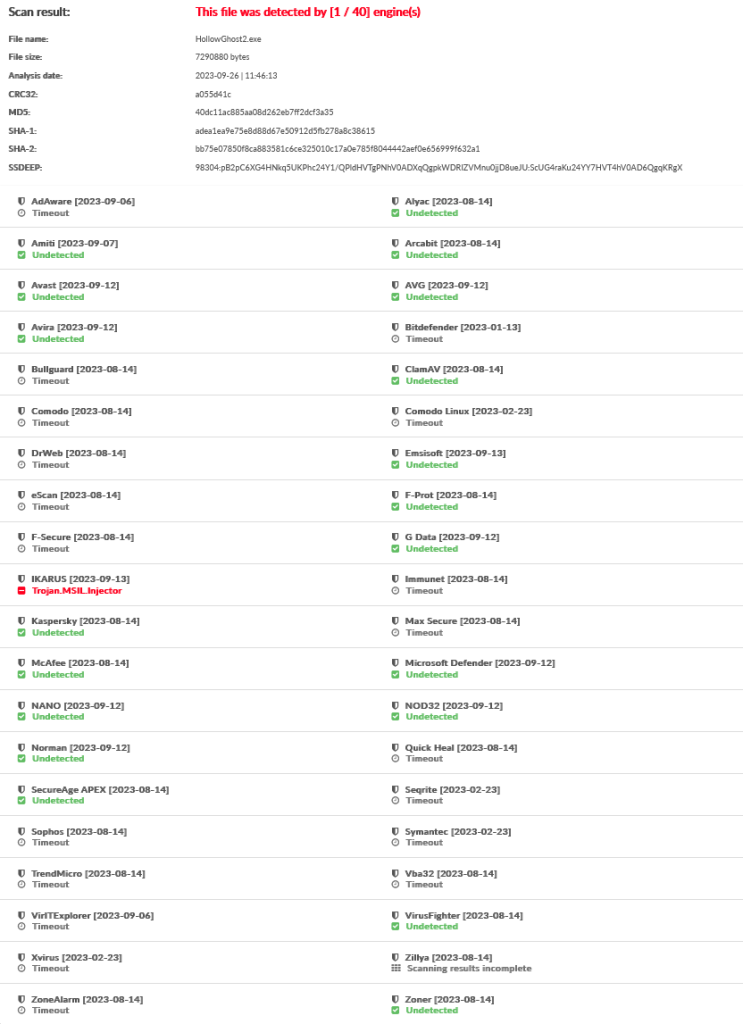 Scan result: This file was detected by [1 / 40] engine(s)
File name: HollowGhost2.exe
File size: 7290880 bytes
Analysis date: 2023-09-26 | 11:46:13
CRC32: a055d41c
MD5: 40dc11ac885aa08d262eb7ff2dcf3a35
SHA-1: adea1ea9e75e8d88d67e50912d5fb278a8c38615
SHA-2: bb75e07850f8ca883581c6ce325010c17a0e785f8044442aef0e656999f632a1
SSDEEP: 98304:pB2pC6XG4HNkq5UKPhc24Y1/QPldHVTgPNhV0ADXqQgpkWDRIZVMnu0jjD8ueJU:ScUG4raKu24YY7HVT4hV0AD6QgqKRgX
AdAware [2023-09-06] Alyac [2023-08-14]
Timeout Undetected
Amiti [2023-09-07] Arcabit [2023-08-14]
Undetected Undetected
Avast [2023-09-12] AVG [2023-09-12]
Undetected Undetected
Avira [2023-09-12] Bitdefender [2023-01-13]
Undetected Timeout
Bullguard [2023-08-14] ClamAV [2023-08-14]
Timeout Undetected
Comodo [2023-08-14] Comodo Linux [2023-02-23]
Timeout Timeout
DrWeb [2023-08-14] Emsisoft [2023-09-13]
Timeout Undetected
eScan [2023-08-14] F-Prot [2023-08-14]
Timeout Undetected
F-Secure [2023-08-14] G Data [2023-09-12]
Timeout Undetected
IKARUS [2023-09-13] Immunet [2023-08-14]
Trojan.MSIL.Injector Timeout
Kaspersky [2023-08-14] Max Secure [2023-08-14]
Undetected Timeout
McAfee [2023-08-14] Microsoft Defender [2023-09-12]
Undetected Undetected
NANO [2023-09-12] NOD32 [2023-09-12]
Undetected Undetected
Norman [2023-09-12] Quick Heal [2023-08-14]
Undetected Timeout
SecureAge APEX [2023-08-14] Seqrite [2023-02-23]
Undetected Timeout
Sophos [2023-08-14] Symantec [2023-02-23]
Timeout Timeout
TrendMicro [2023-08-14] Vba32 [2023-08-14]
Timeout Timeout
VirITExplorer [2023-09-06] VirusFighter [2023-08-14]
Timeout Undetected
Xvirus [2023-02-23] Zillya [2023-08-14]
Timeout Scanning results incomplete
ZoneAlarm [2023-08-14] Zoner [2023-08-14]
Timeout Undetected